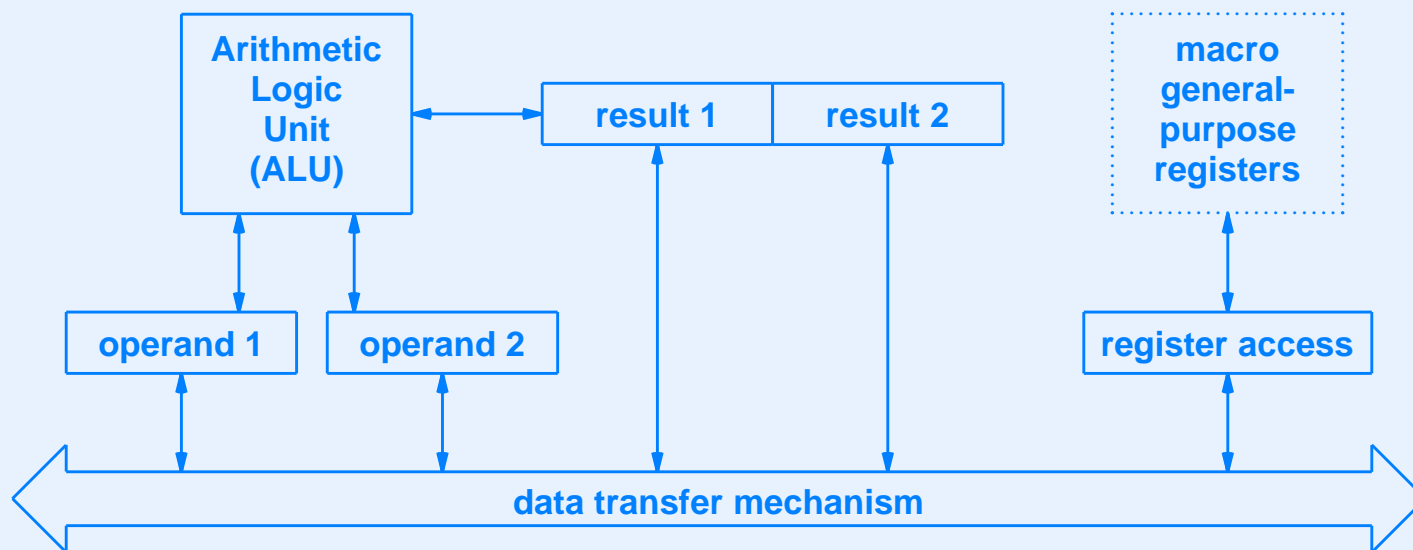 Arithmetic
Logic
Unit
(ALU)
result 1
result 2
macro
general-
purpose
registers
operand 1
operand 2
register access
data transfer mechanism